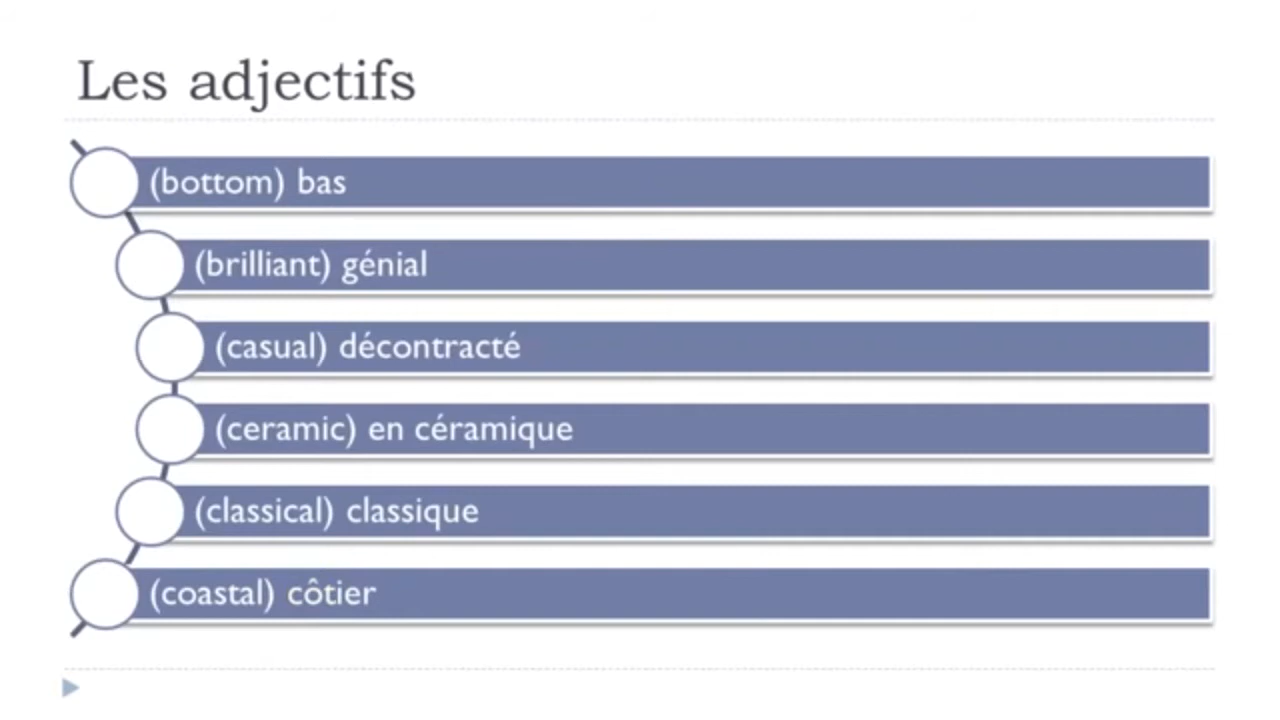 Les adjectifs
(bottom) bas
(brilliant) génial
(casual) décontracté
(ceramic) en céramique
(classical) classique
(coastal) côtier